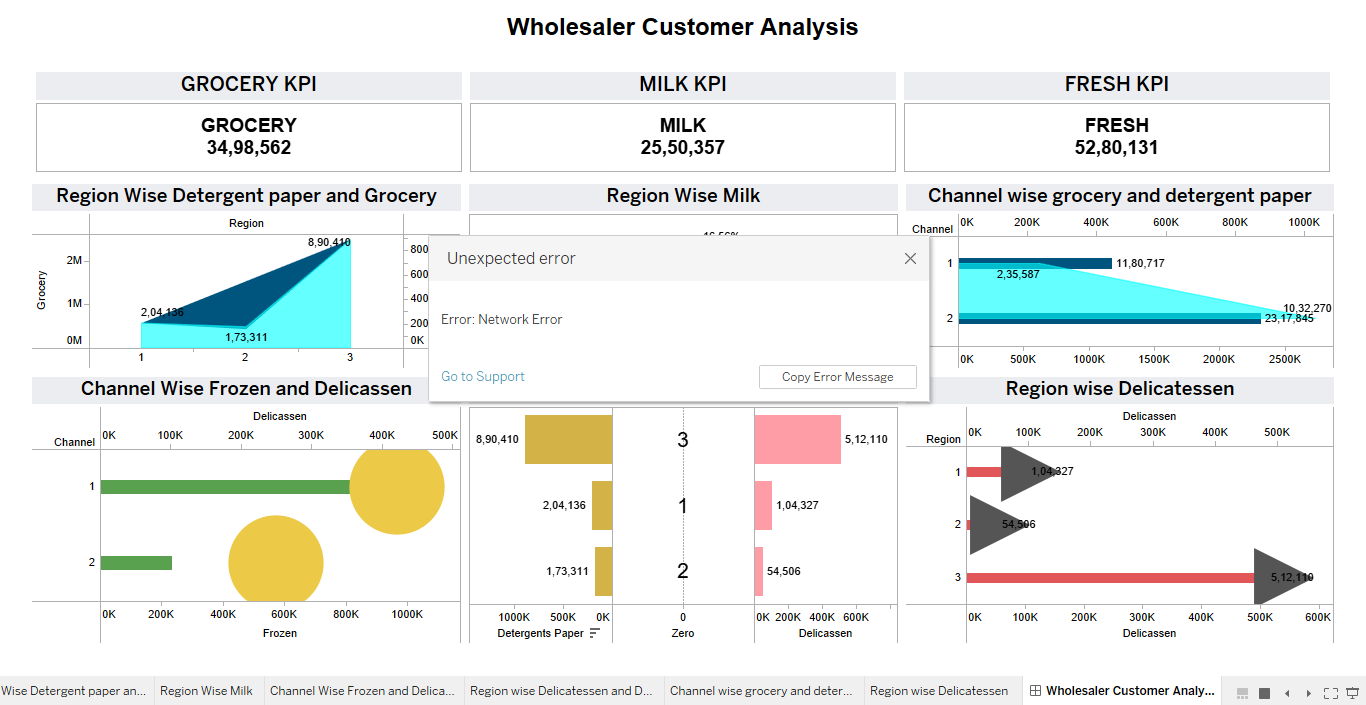 Wholesaler Customer Analysis
GROCERY KPI
MILK KPI
FRESH KPI
GROCERY
34,98,562
MILK
25,50,357
FRESH
52,80,131
Region Wise Detergent paper and Grocery
Region
8,90,410
2,04,136
1,73,311
Grocery
2M
1M
0M
800
600
400
200
0K
1
2
3
Region Wise Milk
Channel wise grocery and detergent paper
Channel
0K 200K 400K 600K 800K 1000K
1
11,80,717
2,35,587
10,32,270
2
23,17,845
0K 500K 1000K 1500K 2000K 2500K
Unexpected error
Error: Network Error
Go to Support
Copy Error Message
Channel Wise Frozen and Delicassen
Delicassen
Channel
0K 100K 200K 300K 400K 500K
1
2
0K 200K 400K 600K 800K 1000K
Frozen
8,90,410 3 5,12,110
2,04,136 1 1,04,327
1,73,311 2 54,506
1000K 500K 0K
0
0K 200K 400K 600K
Detergents Paper
Zero
Delicassen
Region wise Delicatessen
Delicassen
Region
0K 100K 200K 300K 400K 500K
1
1,04,327
2
54,506
3
5,12,110
0K 100K 200K 300K 400K 500K 600K
Delicassen
Wise Detergent paper an...
Region Wise Milk
Channel Wise Frozen and Delica...
Region wise Delicatessen and D...
Channel wise grocery and deter...
Region wise Delicatessen
Wholesaler Customer Analy...